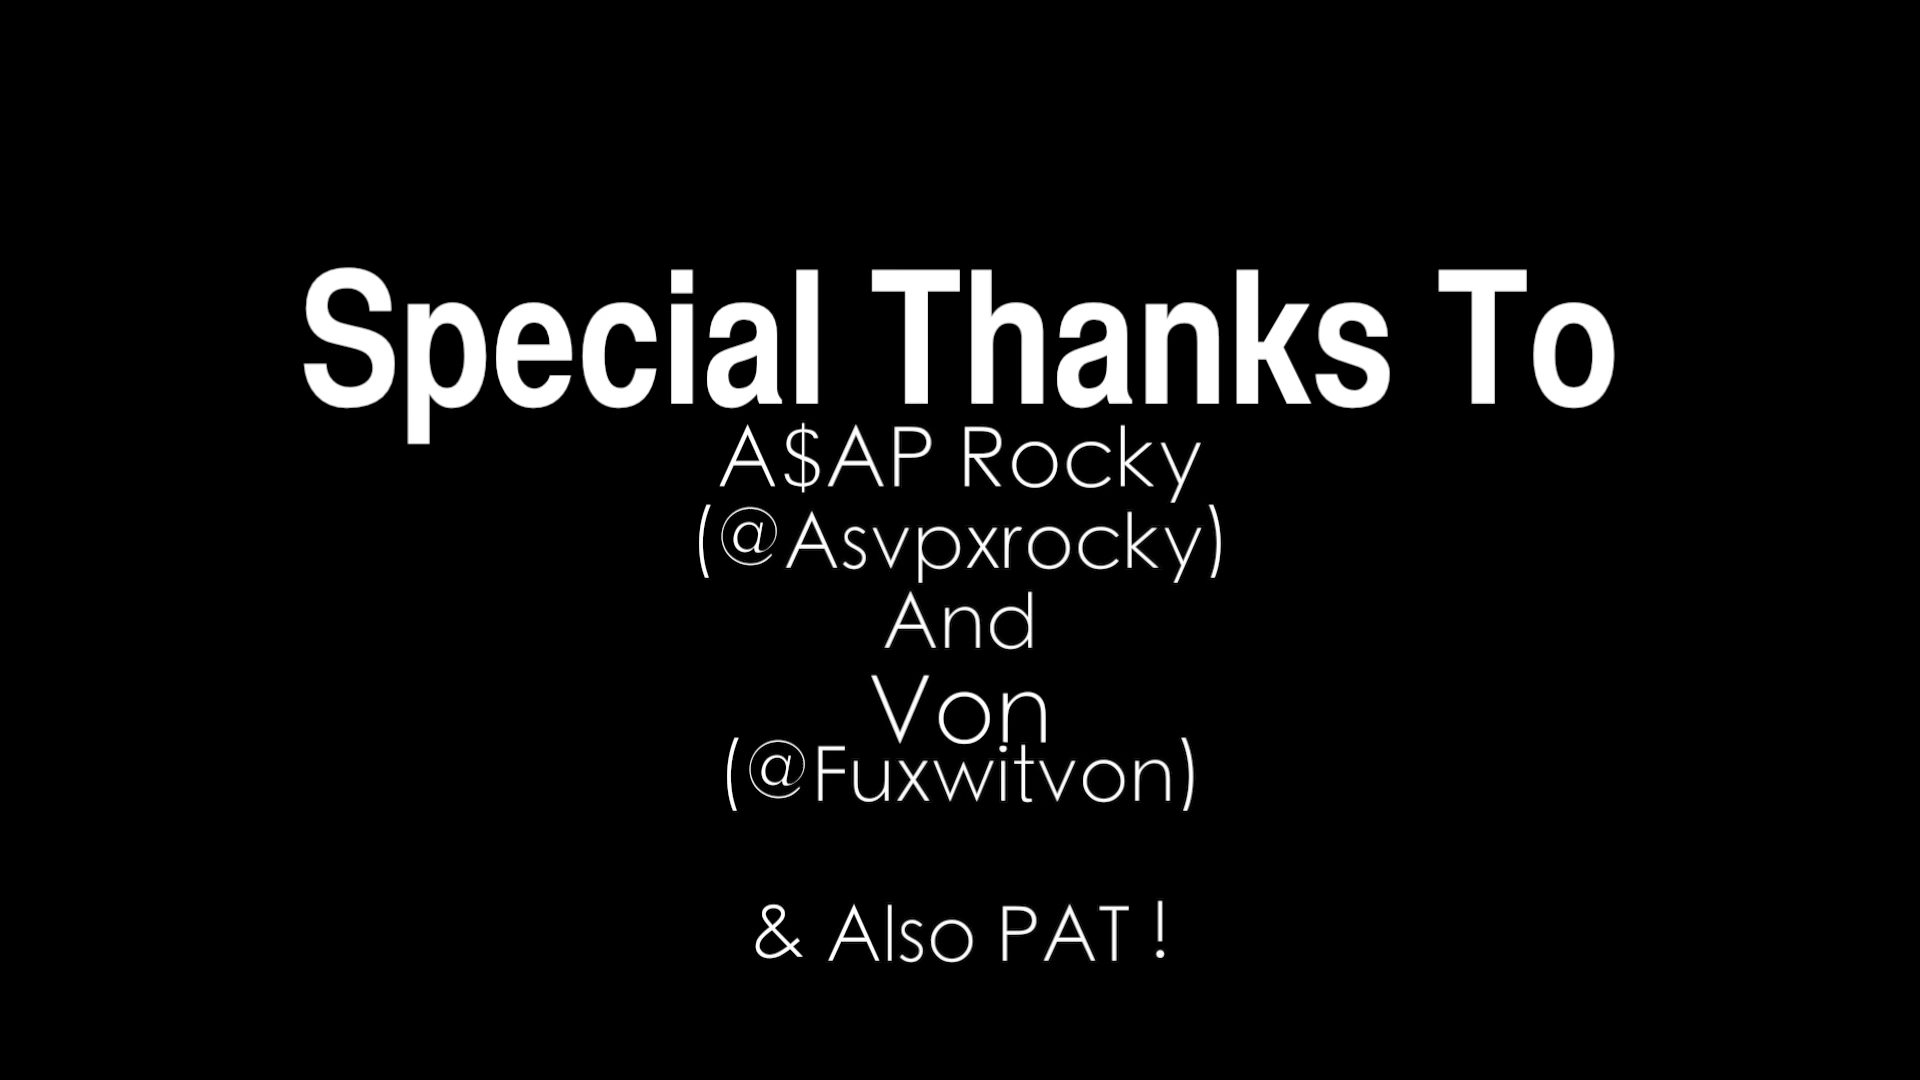 Special Thanks To
A$AP Rocky
(@Asvpxrocky)
And
Von
(@Fuxwitvon)
& Also PAT !